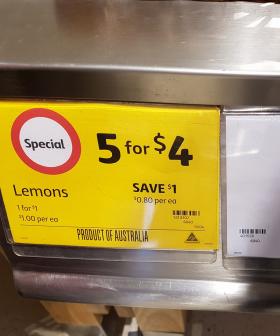 Special
5 for $4
Lemons
SAVE $1
1 for $1
$0.80 per ea
$1.00 per ea
PRODUCT OF AUSTRALIA